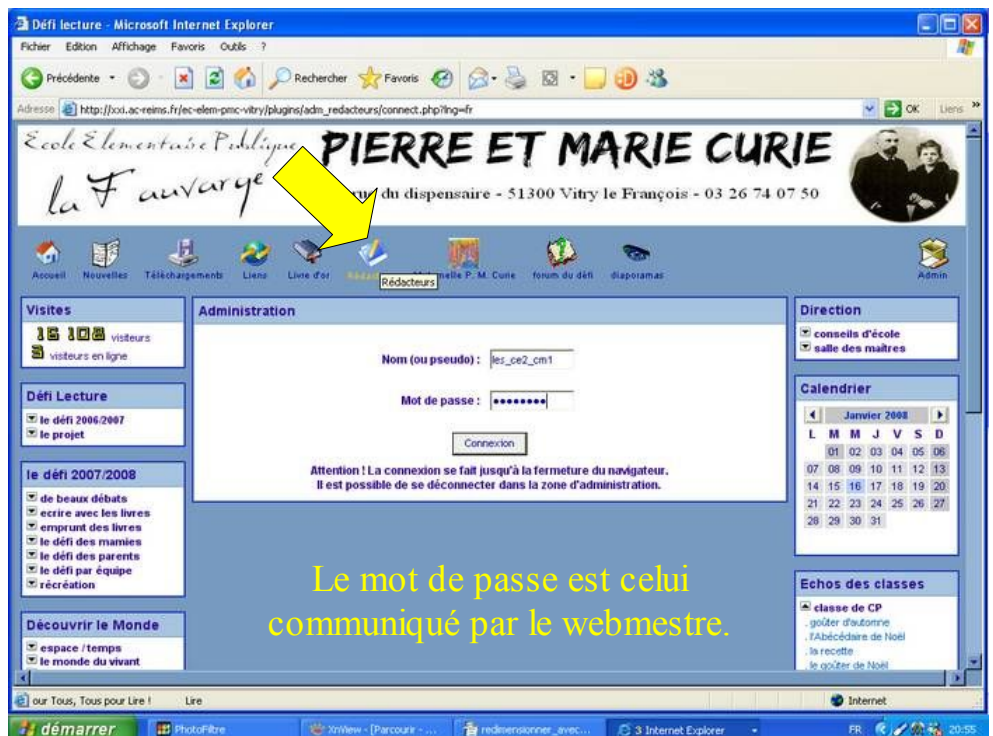 Défi lecture - Microsoft Internet Explorer
Fichier Edition Affichage Favoris Outils ?
Précédente Rechercher Favoris
Adresse http://xxi.ac-reims.fr/ec-elem-pmc-vitry/plugins/adm_redacteurs/connect.php?lng=fr OK Liens »
Ecole Elementaire Publique
la Fauvarge
PIERRE ET MARIE CURIE
du dispensaire - 51300 Vitry le François - 03 26 74 07 50
Accueil Nouvelles Téléchargements Liens Livre d'or P. M. Curie forum du défi diaporamas Admin
Rédacteurs
Visites
15 108 visiteurs
3 visiteurs en ligne
Défi Lecture
le défi 2006/2007
le projet
le défi 2007/2008
de beaux débats
ecrire avec les livres
emprunt des livres
le défi des mamies
le défi des parents
le défi par équipe
récréation
Découvrir le Monde
espace / temps
le monde du vivant
Administration
Nom (ou pseudo) : les_ce2_cm1
Mot de passe : ••••••••
Connexion
Attention ! La connexion se fait jusqu'à la fermeture du navigateur.
Il est possible de se déconnecter dans la zone d'administration.
Le mot de passe est celui
communiqué par le webmestre.
Direction
conseils d'école
salle des maîtres
Calendrier
Janvier 2008
L M M J V S D
01 02 03 04 05 06
07 08 09 10 11 12 13
14 15 16 17 18 19 20
21 22 23 24 25 26 27
28 29 30 31
Echos des classes
classe de CP
. goûter d'automne
. l'Abécédaire de Noël
. la recette
. le goûter de Noël
our Tous, Tous pour Lire ! Lire Internet
démarrer PhotoFiltre XnView - [Parcourir - ... redimensionner_avec... 3 Internet Explorer FR 20:55